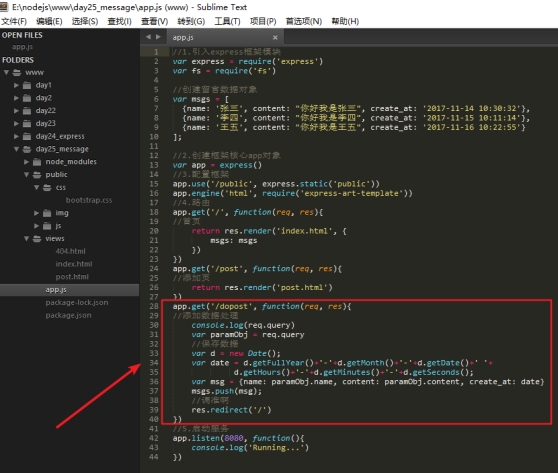 E:\nodejs\www\day25_message\app.js (www) - Sublime Text
文件(F) 编辑(E) 选择(S) 查找(I) 查看(V) 转到(G) 工具(T) 项目(P) 首选项(N) 帮助(H)
OPEN FILES
app.js
FOLDERS
www
day1
day2
day22
day23
day24_express
day25_message
node_modules
public
css
bootstrap.css
img
js
views
404.html
index.html
post.html
app.js
package-lock.json
package.json
app.js
1 //1.引入express框架模块
2 var express = require('express')
3 var fs = require('fs')
4
5 //创建留言数据对象
6 var msgs = [
7 {name: '张三', content: "你好我是张三", create_at: '2017-11-14 10:30:32'},
8 {name: '李四', content: "你好我是李四", create_at: '2017-11-15 10:11:14'},
9 {name: '王五', content: "你好我是王五", create_at: '2017-11-16 10:22:55'}
10 ];
11
12 //2.创建框架核心app对象
13 var app = express()
14 //3.配置框架
15 app.use('/public', express.static('public'))
16 app.engine('html', require('express-art-template'))
17 //4.路由
18 app.get('/', function(req, res){
19 //首页
20 return res.render('index.html', {
21 msgs: msgs
22 })
23 })
24 app.get('/post', function(req, res){
25 //添加页
26 return res.render('post.html')
27 })
28 app.get('/dopost', function(req, res){
29 //添加数据处理
30 console.log(req.query)
31 var paramObj = req.query
32 //保存数据
33 var d = new Date();
34 var date = d.getFullYear()+'-'+d.getMonth()+'-'+d.getDate()+' '+
35 d.getHours()+'-'+d.getMinutes()+'-'+d.getSeconds();
36 var msg = {name: paramObj.name, content: paramObj.content, create_at: date}
37 msgs.push(msg);
38
39 res.redirect('/')
40 })
41 //5.启动服务
42 app.listen(8080, function(){
43 console.log('Running...')
44 })